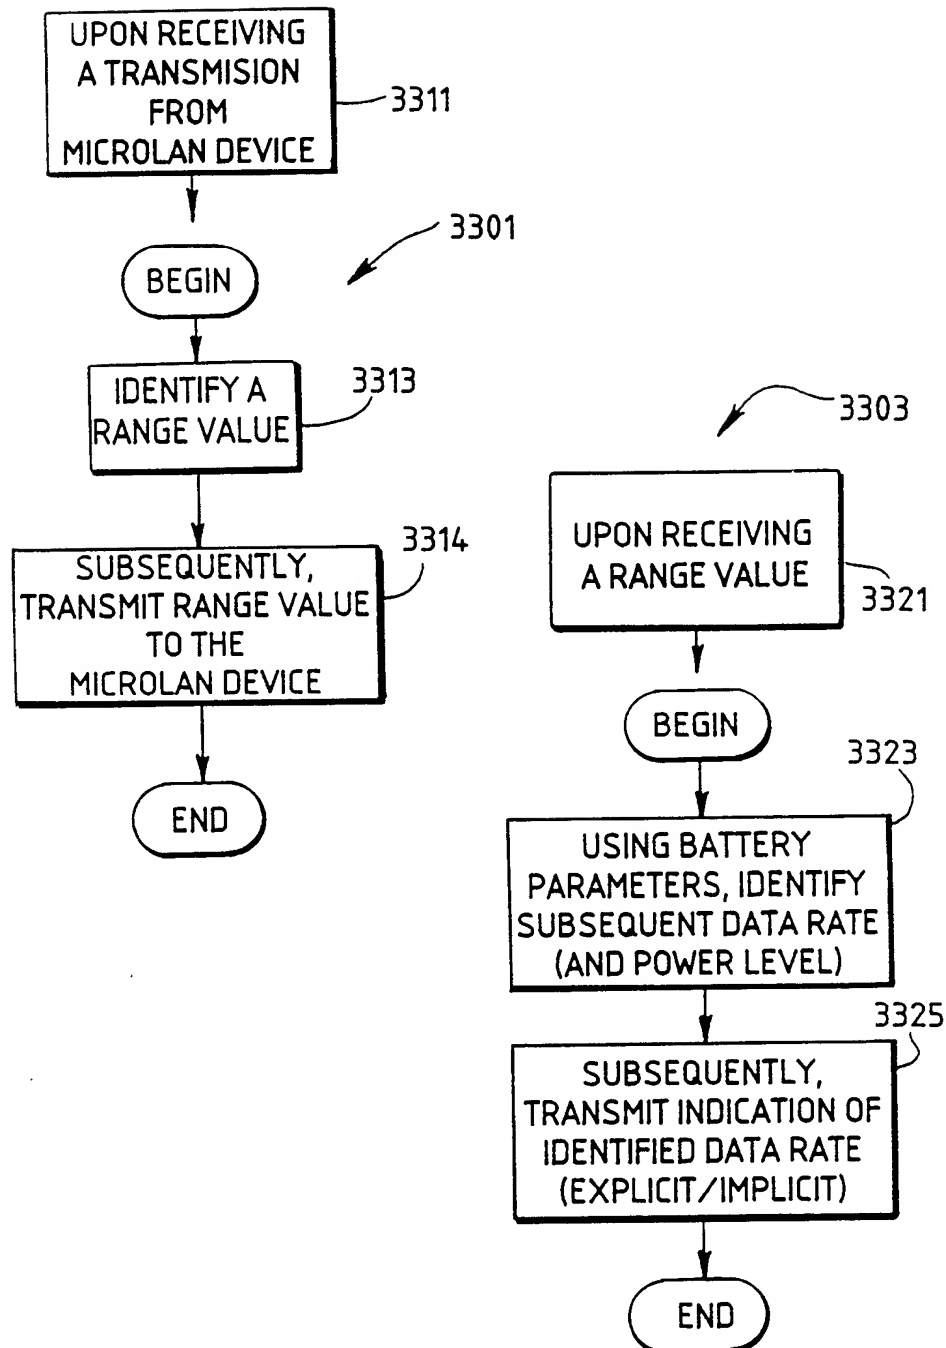 UPON RECEIVING
A TRANSMISION
FROM
MICROLAN DEVICE
3311
3301
BEGIN
IDENTIFY A
RANGE VALUE
3313
SUBSEQUENTLY,
TRANSMIT RANGE VALUE
TO THE
MICROLAN DEVICE
3314
END
3303
UPON RECEIVING
A RANGE VALUE
3321
BEGIN
3323
USING BATTERY
PARAMETERS, IDENTIFY
SUBSEQUENT DATA RATE
(AND POWER LEVEL)
3325
SUBSEQUENTLY,
TRANSMIT INDICATION OF
IDENTIFIED DATA RATE
(EXPLICIT/IMPLICIT)
END